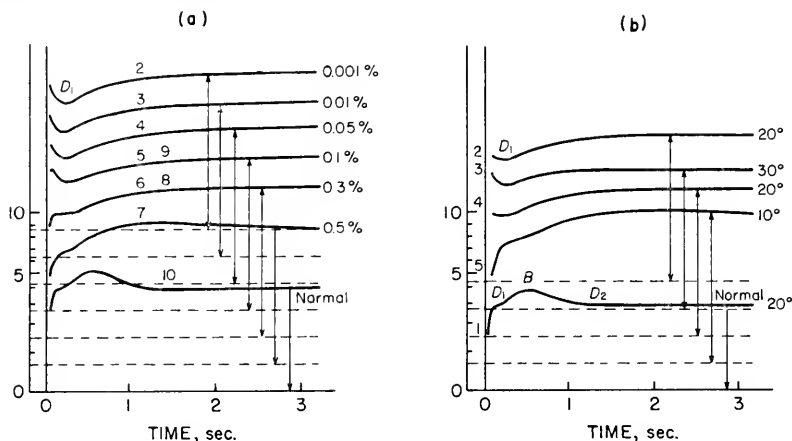 (a)
D₁
2 0.001%
3 0.01%
4 0.05%
5 9 0.1%
6 8 0.3%
7 0.5%
10 Normal
10
5
0
0 1 2 3
TIME, sec.
(b)
D₁
2 20°
3 30°
4 20°
10°
5
D₁ B D₂ Normal 20°
1
10
5
0
0 1 2 3
TIME, sec.